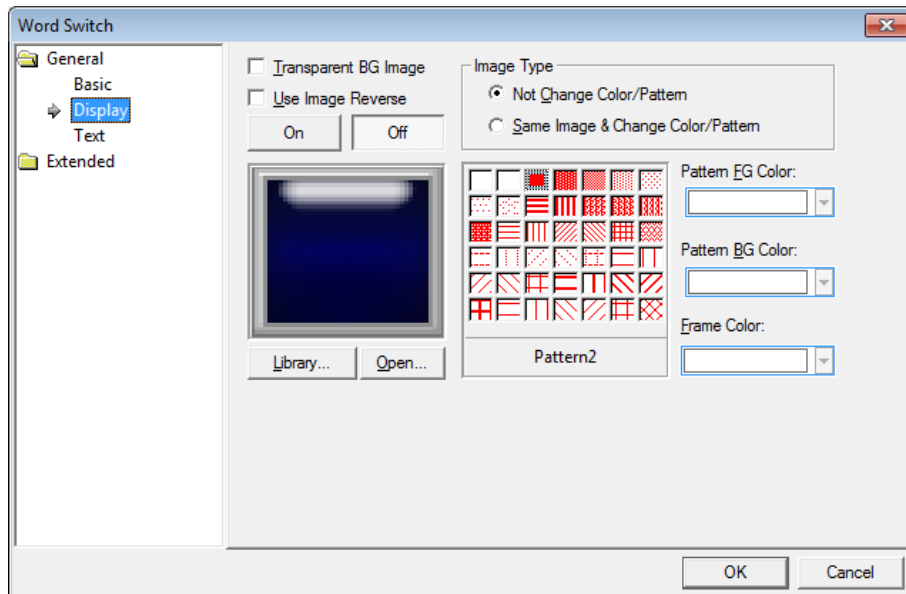 Word Switch
General
Basic
Display
Text
Extended
Transparent BG Image
Use Image Reverse
On Off
Library... Open...
Image Type
Not Change Color/Pattern
Same Image & Change Color/Pattern
Pattern2
Pattern FG Color:
Pattern BG Color:
Frame Color:
OK Cancel